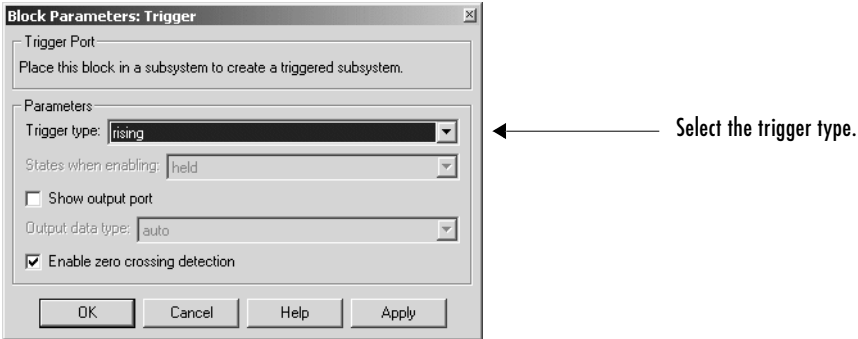 Block Parameters: Trigger
Trigger Port
Place this block in a subsystem to create a triggered subsystem.
Parameters
Trigger type: rising
Select the trigger type.
States when enabling: held
Show output port
Output data type: auto
Enable zero crossing detection
OK Cancel Help Apply